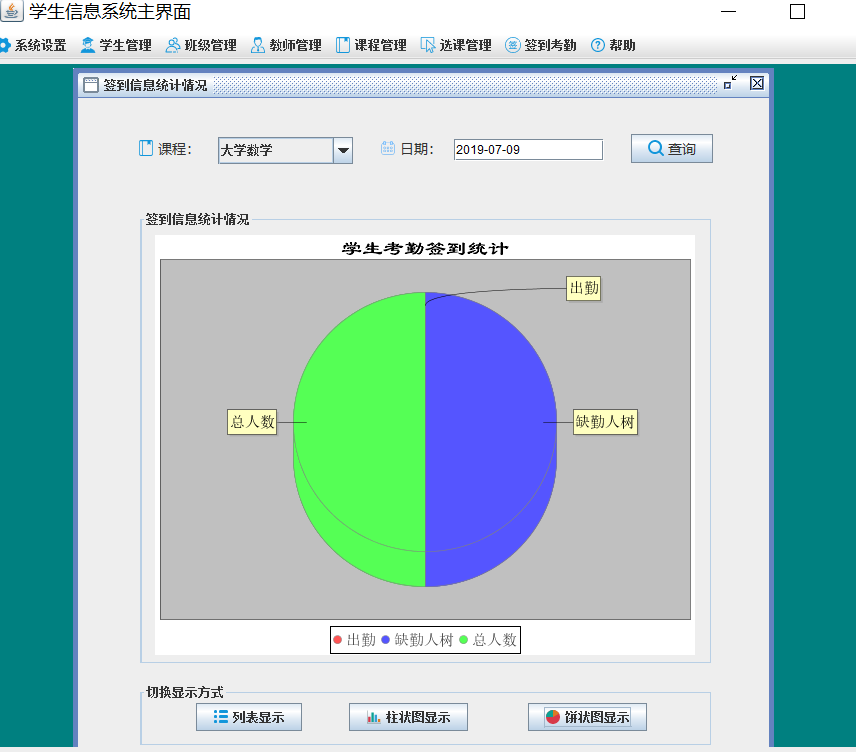 学生信息系统主界面
系统设置 学生管理 班级管理 教师管理 课程管理 选课管理 签到考勤 帮助
签到信息统计情况
课程： 大学数学 日期： 2019-07-09 查询
签到信息统计情况
学生考勤签到统计
出勤
总人数 缺勤人树
出勤 缺勤人树 总人数
切换显示方式
列表显示 柱状图显示 饼状图显示